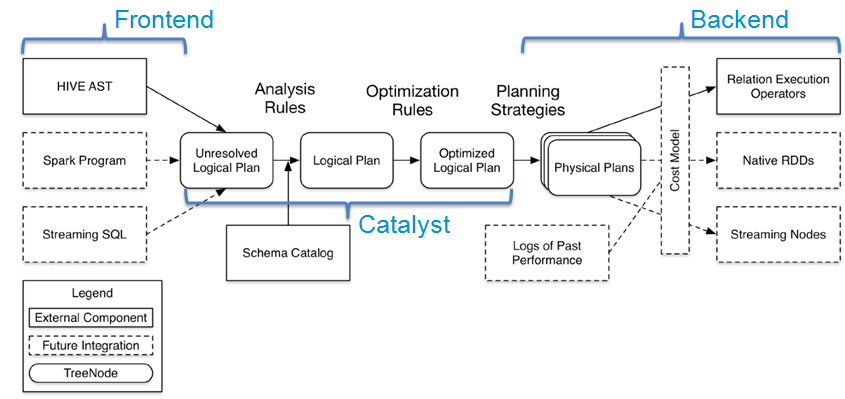 Frontend
Backend
HIVE AST
Analysis
Rules
Optimization
Rules
Planning
Strategies
Cost Model
Relation Execution
Operators
Spark Program
Unresolved
Logical Plan
Logical Plan
Optimized
Logical Plan
Physical Plans
Native RDDs
Streaming SQL
Catalyst
Schema Catalog
Logs of Past
Performance
Streaming Nodes
Legend
External Component
Future Integration
TreeNode